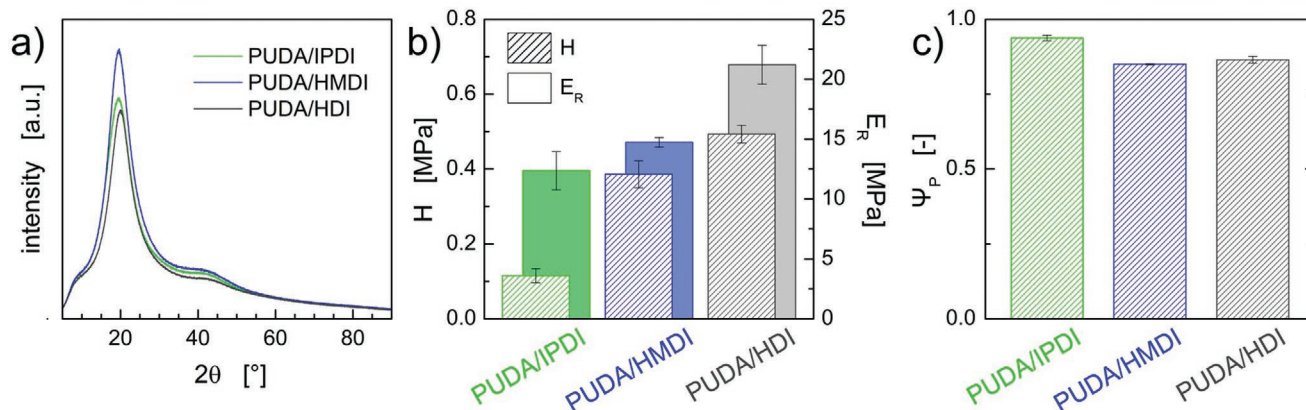 a)
PUDA/IPDI
PUDA/HMDI
PUDA/HDI
intensity [a.u.]
20 40 60 80
2θ [°]
b)
H
E_R
0.8
0.6
0.4
0.2
0.0
H [MPa]
25
20
15
10
5
0
E_R [MPa]
PUDA/IPDI
PUDA/HMDI
PUDA/HDI
c)
1.0
0.5
0.0
Ψ_P [-]
PUDA/IPDI
PUDA/HMDI
PUDA/HDI